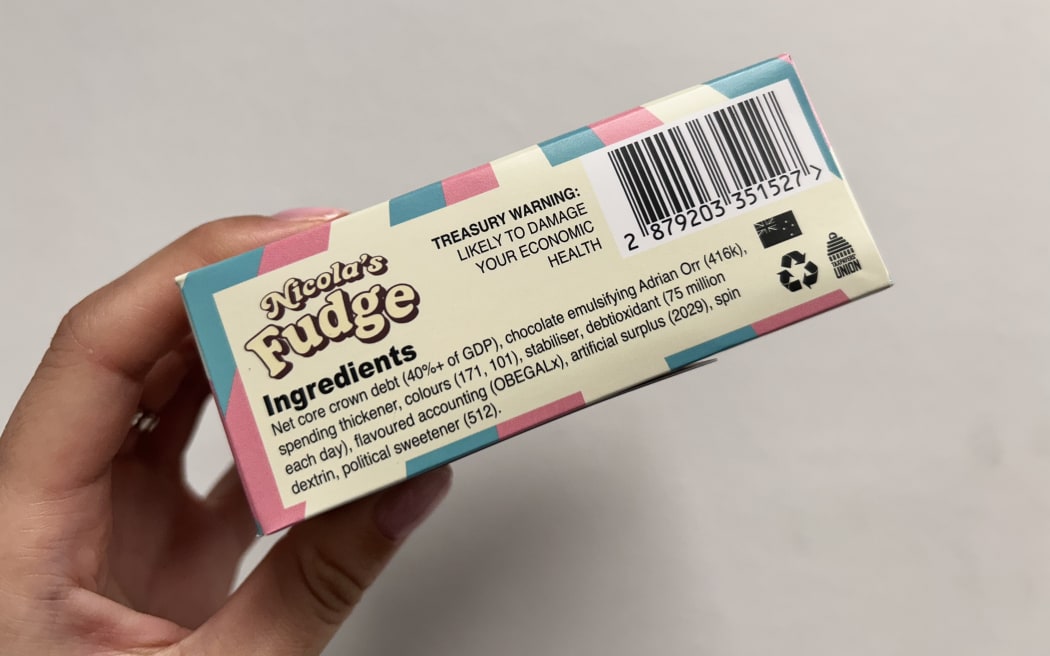 Nicola's
Fudge
TREASURY WARNING:
LIKELY TO DAMAGE
YOUR ECONOMIC
HEALTH
2 879203 351527 >
Ingredients
Net core crown debt (40%+ of GDP), chocolate emulsifying Adrian Orr (416k),
spending thickener, colours (171, 101), stabiliser, debtioxidant (75 million
each day), flavoured accounting (OBEGALx), artificial surplus (2029), spin
dextrin, political sweetener (512).
TAXPAYERS'
UNION